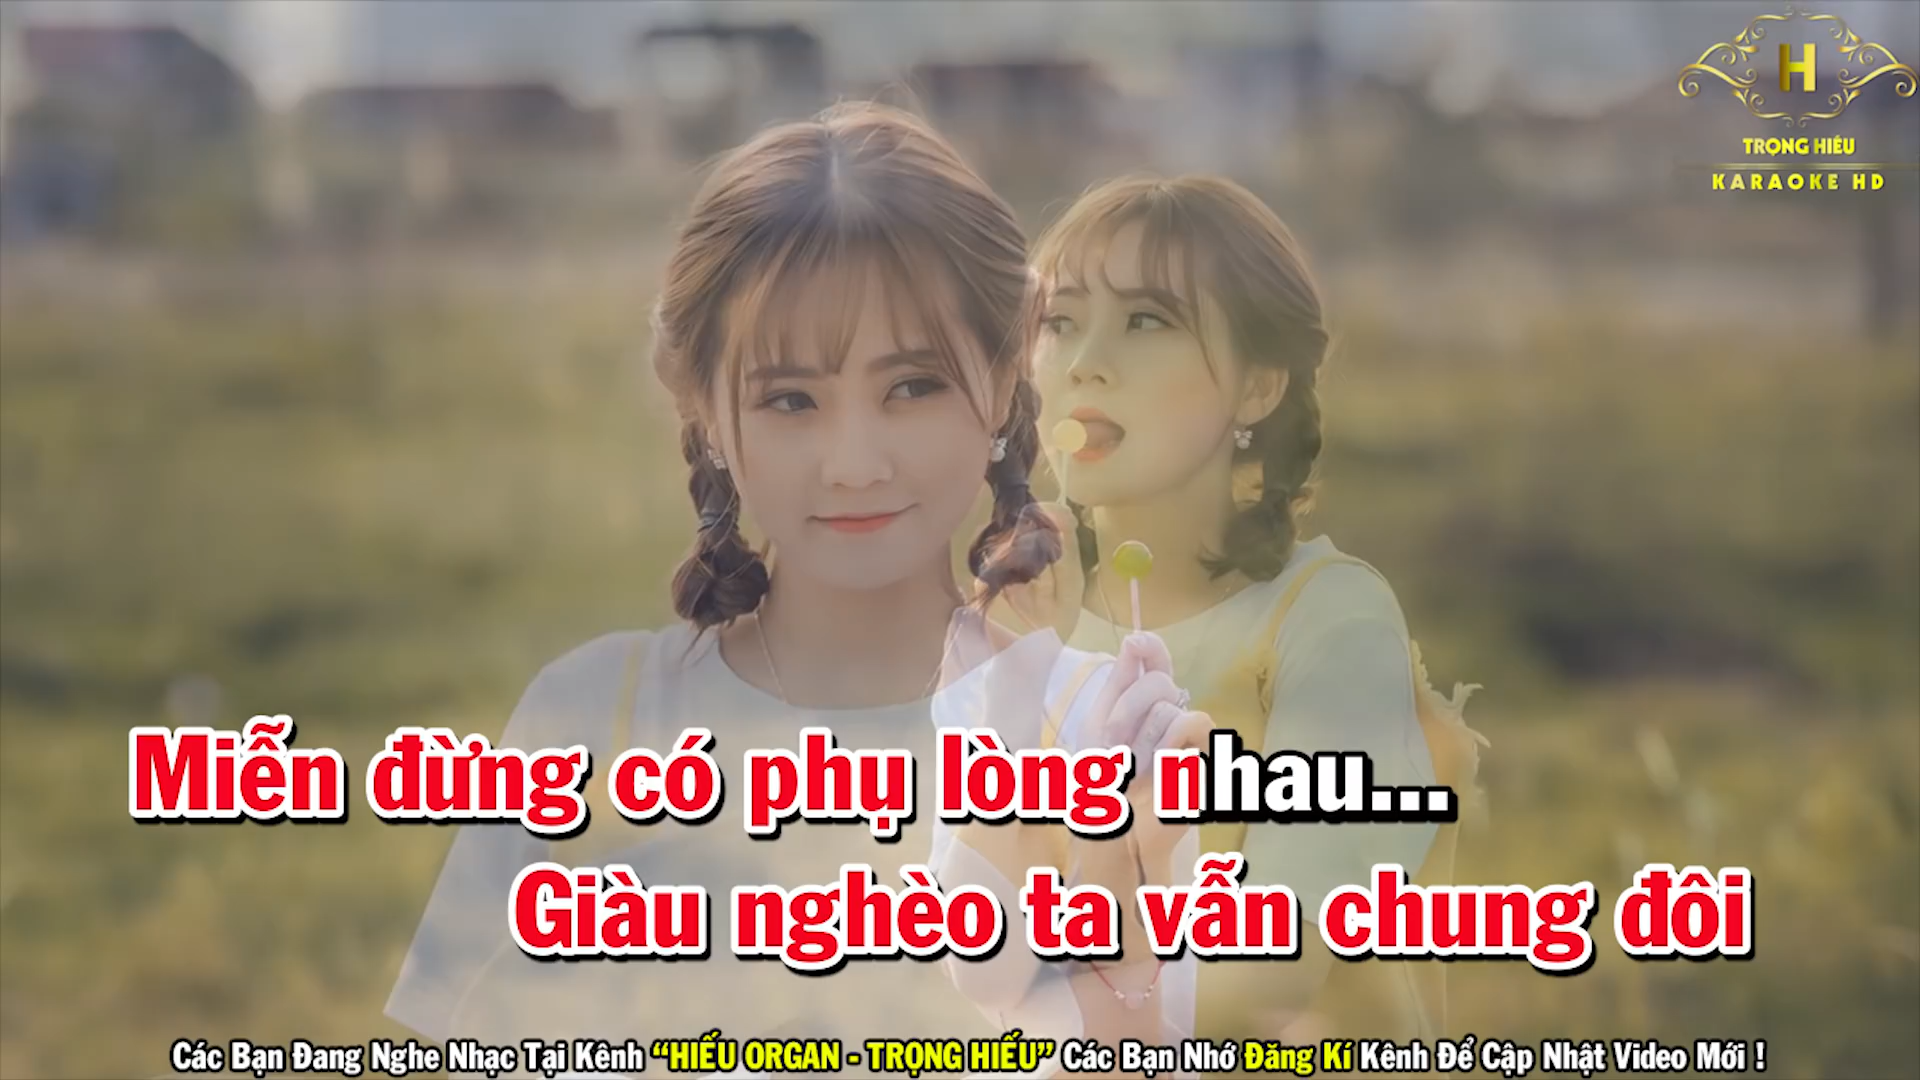 H
TRỌNG HIẾU
KARAOKE HD
Miễn đừng có phụ lòng nhau...
Giàu nghèo ta vẫn chung đôi
Các Bạn Đang Nghe Nhạc Tại Kênh “HIẾU ORGAN - TRỌNG HIẾU” Các Bạn Nhớ Đăng Kí Kênh Để Cập Nhật Video Mới !